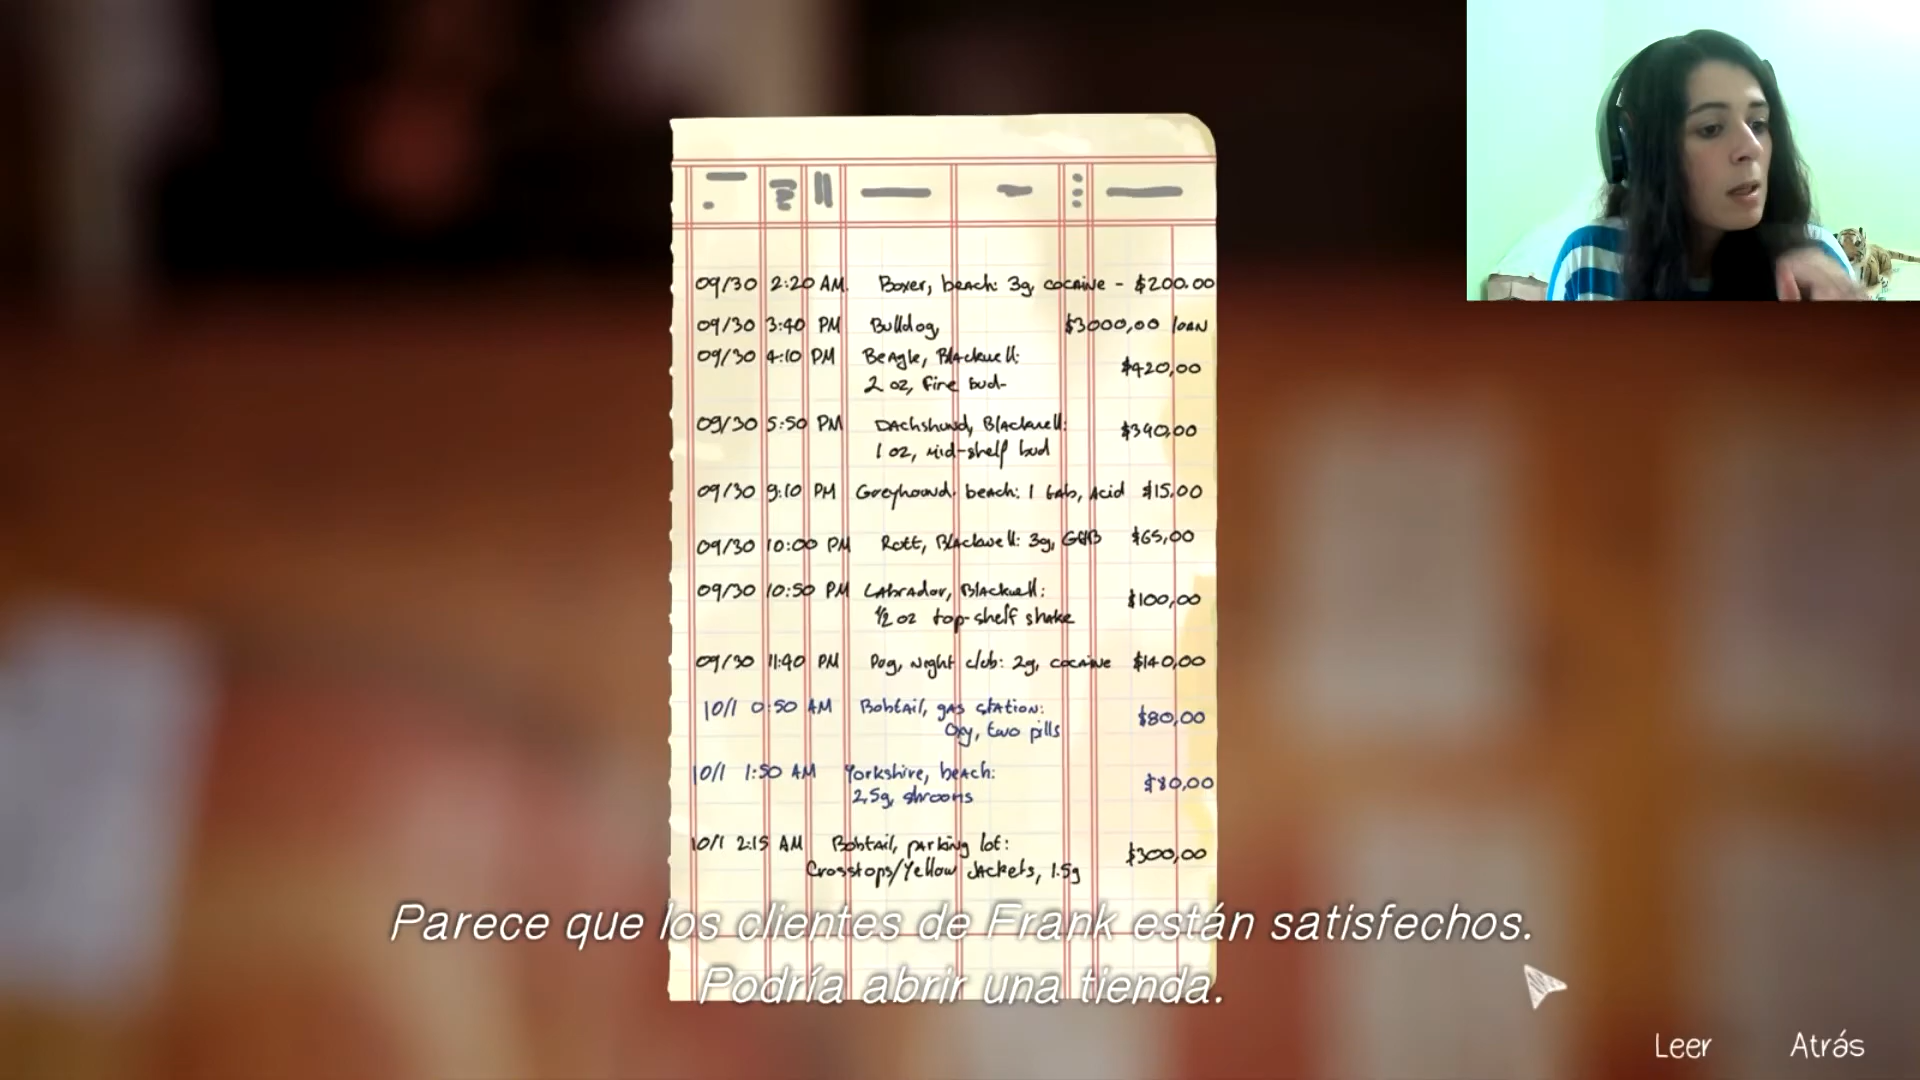 09/30 2:20 AM. Boxer, beach: 3g, cocaine - $200.00
09/30 3:40 PM Bulldog, $3000,00 loan
09/30 4:10 PM Beagle, Blackwell:
2 oz, fire bud- $420,00
09/30 5:50 PM Dachshund, Blackwell:
1 oz, mid-shelf bud $340,00
09/30 9:10 PM Greyhound, beach: 1 tab, acid $15,00
09/30 10:00 PM Rott, Blackwell: 3g, GHB $65,00
09/30 10:50 PM Labrador, Blackwell:
1/2 oz top-shelf shake $100,00
09/30 11:40 PM Pog, night club: 2g, cocaine $140,00
10/1 0:50 AM Bobtail, gas station:
Oxy, two pills $80,00
10/1 1:50 AM Yorkshire, beach:
2,5g, shrooms $80,00
10/1 2:15 AM Bobtail, parking lot:
Crosstops/Yellow Jackets, 1.5g $300,00
Parece que los clientes de Frank están satisfechos.
Podría abrir una tienda.
Leer Atrás